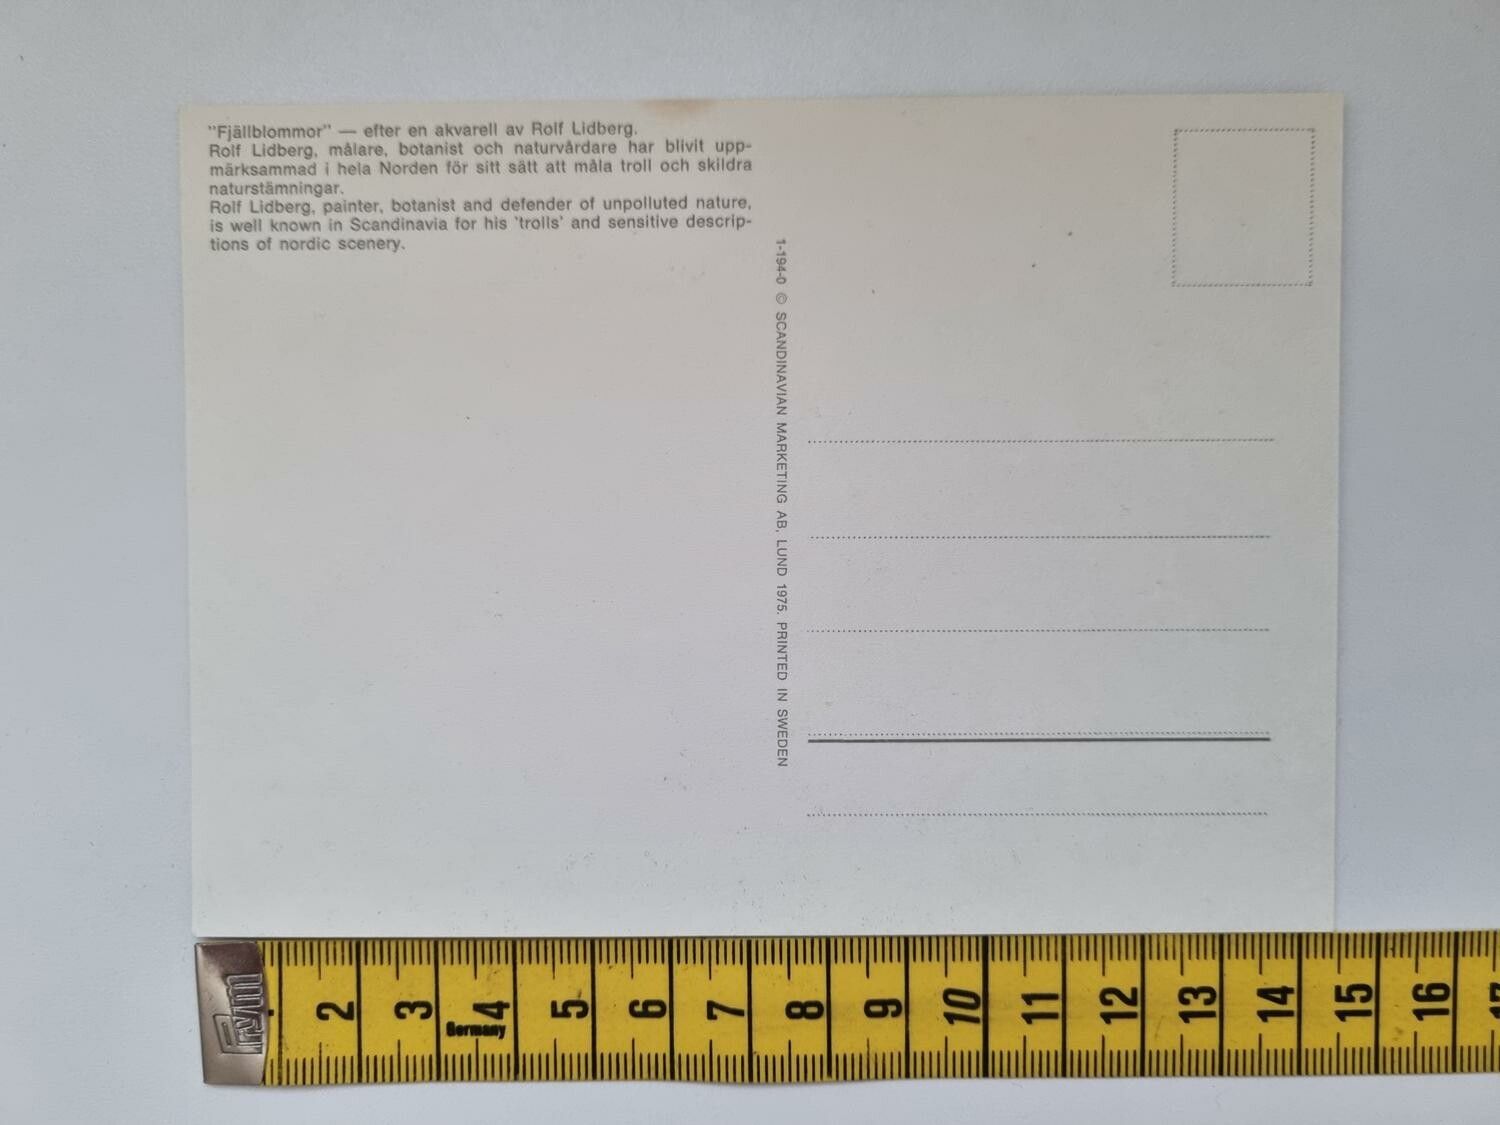 "Fjällblommor" — efter en akvarell av Rolf Lidberg.
Rolf Lidberg, målare, botanist och naturvårdare har blivit upp-
märksammad i hela Norden för sitt sätt att måla troll och skildra
naturstämningar.
Rolf Lidberg, painter, botanist and defender of unpolluted nature,
is well known in Scandinavia for his 'trolls' and sensitive descrip-
tions of nordic scenery.
1-194-0 © SCANDINAVIAN MARKETING AB, LUND 1975. PRINTED IN SWEDEN
Prym
2 3 4 5 6 7 8 9 10 11 12 13 14 15 16
Germany